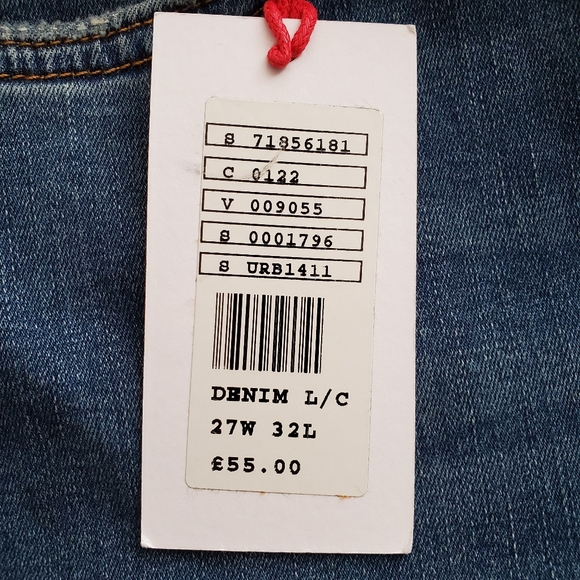 S 71856181
C 0122
V 009055
S 0001796
S URB1411
DENIM L/C
27W 32L
£55.00